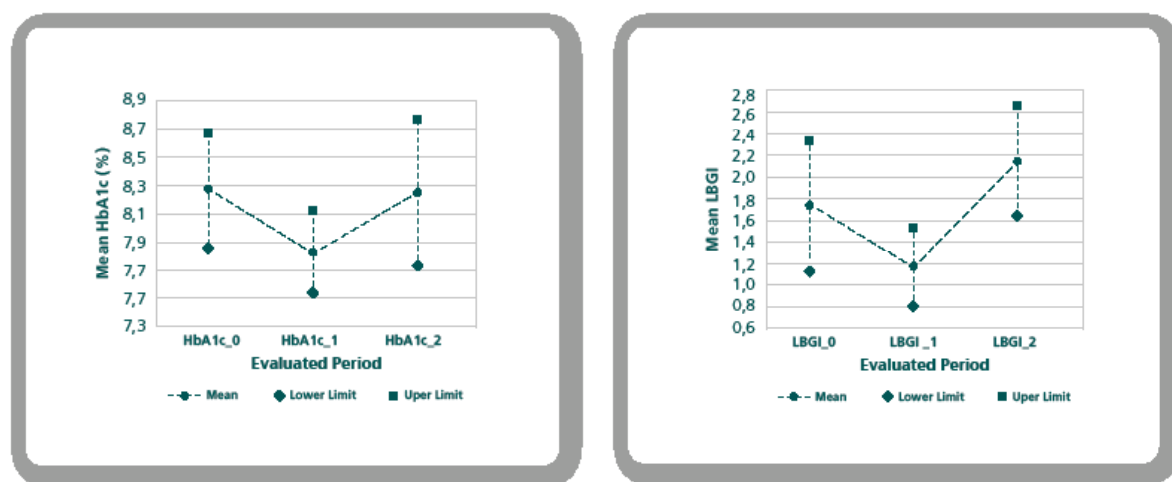 8,9
8,7
8,5
8,3
8,1
7,9
7,7
7,5
7,3
Mean HbA1c (%)
HbA1c_0 HbA1c_1 HbA1c_2
Evaluated Period
Mean Lower Limit Uper Limit
2,8
2,6
2,4
2,2
2,0
1,8
1,6
1,4
1,2
1,0
0,8
0,6
Mean LBGI
LBGI_0 LBGI _1 LBGI_2
Evaluated Period
Mean Lower Limit Uper Limit